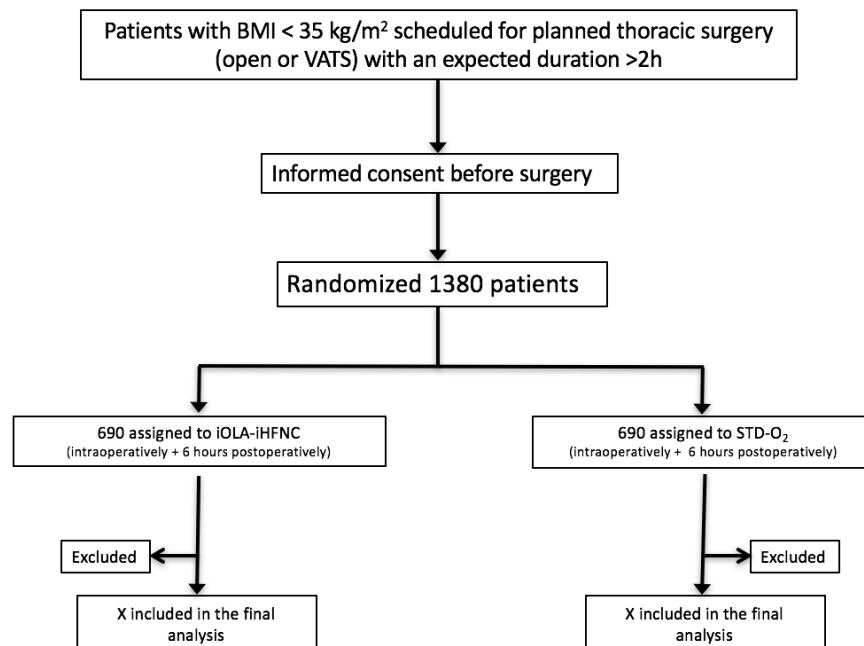 Patients with BMI < 35 kg/m² scheduled for planned thoracic surgery
(open or VATS) with an expected duration >2h
Informed consent before surgery
Randomized 1380 patients
690 assigned to iOLA-iHFNC
(intraoperatively + 6 hours postoperatively)
690 assigned to STD-O₂
(intraoperatively + 6 hours postoperatively)
Excluded
Excluded
X included in the final
analysis
X included in the final
analysis